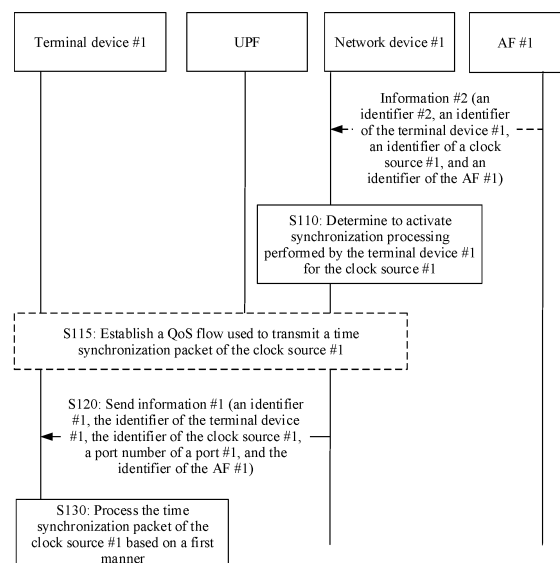 Terminal device #1
UPF
Network device #1
AF #1
Information #2 (an
identifier #2, an identifier
of the terminal device #1,
an identifier of a clock
source #1, and an
identifier of the AF #1)
S110: Determine to activate
synchronization processing
performed by the terminal device #1
for the clock source #1
S115: Establish a QoS flow used to transmit a time
synchronization packet of the clock source #1
S120: Send information #1 (an identifier
#1, the identifier of the terminal device
#1, the identifier of the clock source #1,
a port number of a port #1, and the
identifier of the AF #1)
S130: Process the time
synchronization packet of the
clock source #1 based on a first
manner